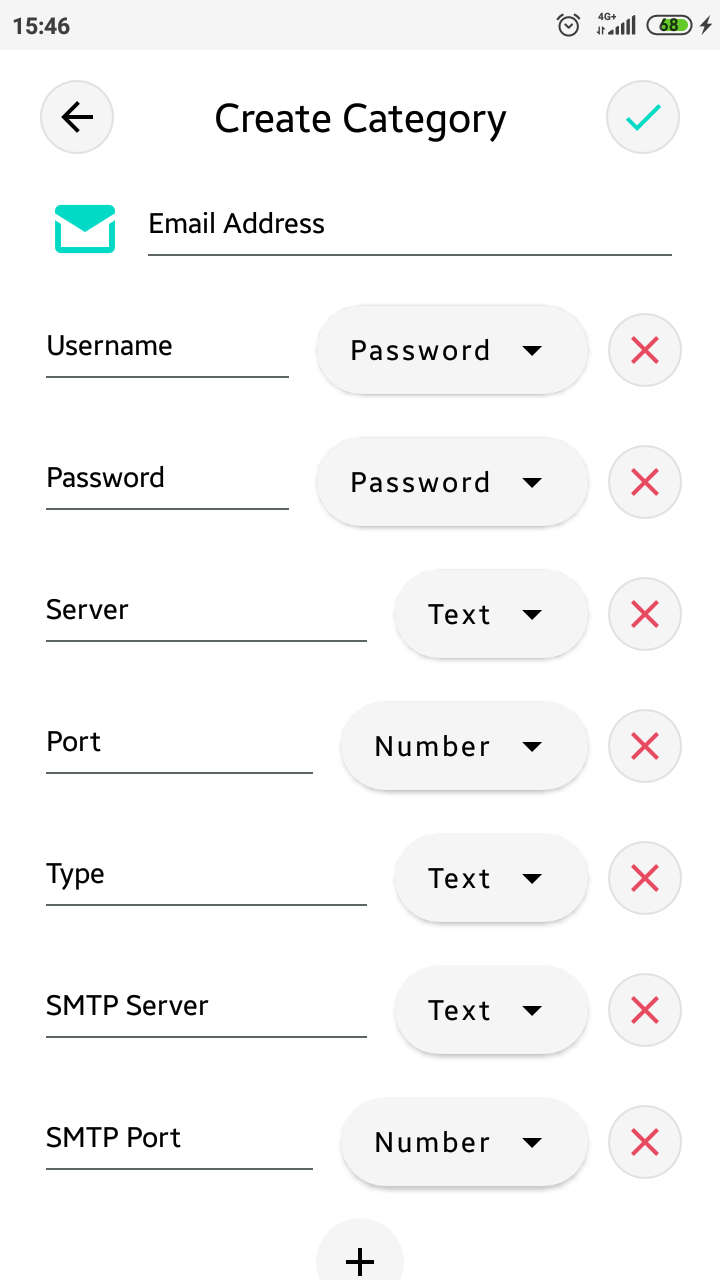 15:46
4G+
68
Create Category
Email Address
Username
Password
Password
Password
Server
Text
Port
Number
Type
Text
SMTP Server
Text
SMTP Port
Number